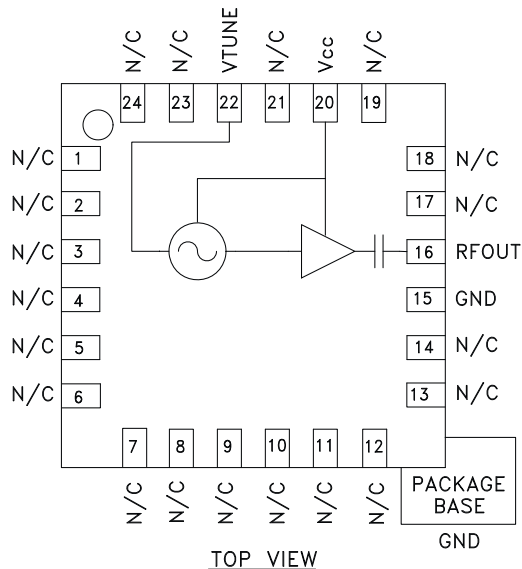 N/C
N/C
VTUNE
N/C
Vcc
N/C
24
23
22
21
20
19
N/C 1
N/C 2
N/C 3
N/C 4
N/C 5
N/C 6
18 N/C
17 N/C
16 RFOUT
15 GND
14 N/C
13 N/C
7
8
9
10
11
12
N/C
N/C
N/C
N/C
N/C
N/C
PACKAGE
BASE
GND
TOP VIEW